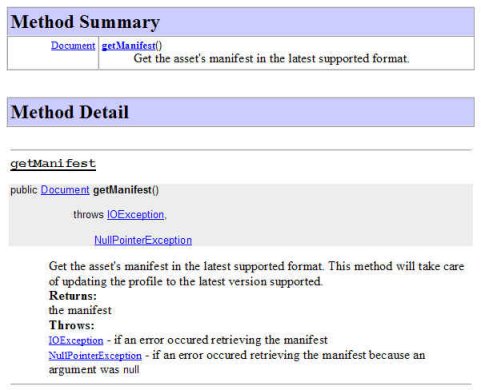 Method Summary
Document getManifest()
Get the asset's manifest in the latest supported format.
Method Detail
getManifest
public Document getManifest()
throws IOException,
NullPointerException
Get the asset's manifest in the latest supported format. This method will take care
of updating the profile to the latest version supported.
Returns:
the manifest
Throws:
IOException - if an error occured retrieving the manifest
NullPointerException - if an error occured retrieving the manifest because an
argument was null